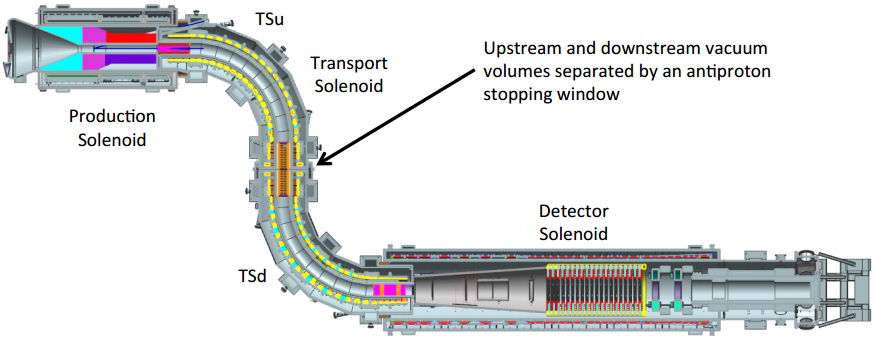 TSu
Transport
Solenoid
Upstream and downstream vacuum
volumes separated by an antiproton
stopping window
Production
Solenoid
Detector
Solenoid
TSd